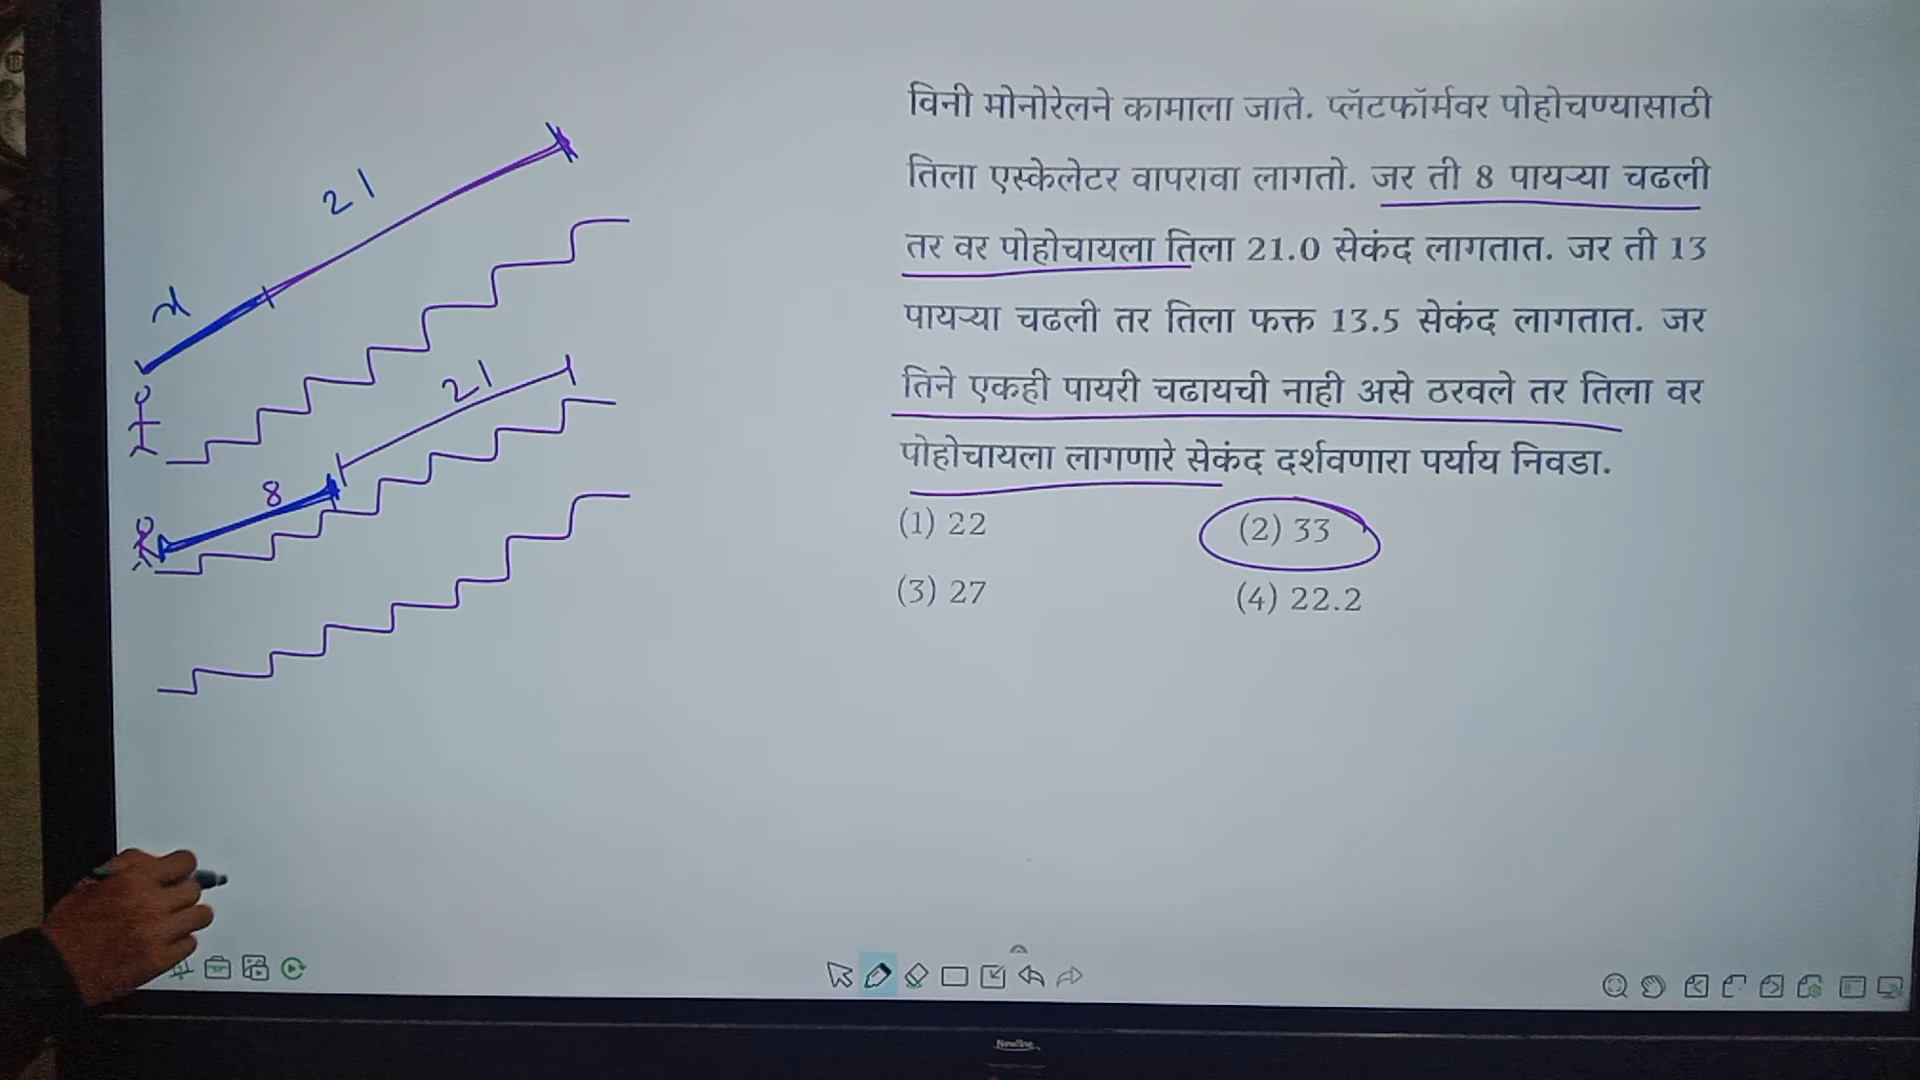 विनी मोनोरेलने कामाला जाते. प्लॅटफॉर्मवर पोहोचण्यासाठी
तिला एस्केलेटर वापरावा लागतो. जर ती 8 पायऱ्या चढली
तर वर पोहोचायला तिला 21.0 सेकंद लागतात. जर ती 13
पायऱ्या चढली तर तिला फक्त 13.5 सेकंद लागतात. जर
तिने एकही पायरी चढायची नाही असे ठरवले तर तिला वर
पोहोचायला लागणारे सेकंद दर्शवणारा पर्याय निवडा.
(1) 22 (2) 33
(3) 27 (4) 22.2
21
x
21
8
Newline